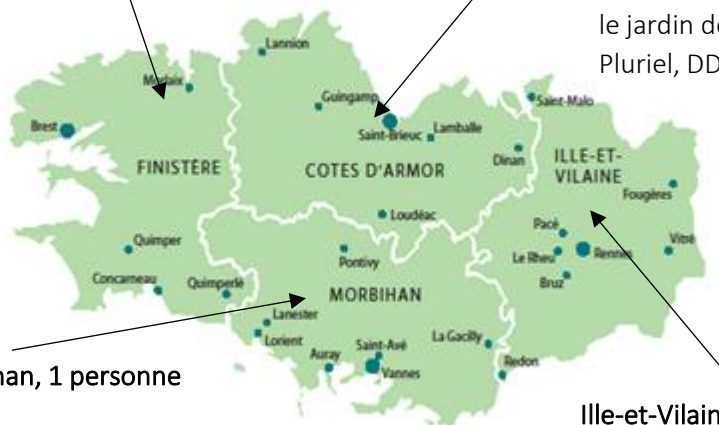 le jardin de
Pluriel, DD
Lannion
Morlaix
Guingamp
Saint-Malo
Brest
Saint-Brieuc
Lamballe
Dinan
FINISTÈRE
COTES D'ARMOR
ILLE-ET-
VILAINE
Fougères
Loudéac
Pacé
Quimper
Pontivy
Le Rheu
Rennes
Vitré
Concarneau
Quimperlé
Bruz
MORBIHAN
Lanester
Lorient
La Gacilly
Auray
Saint-Avé
Vannes
Redon
an, 1 personne
Ille-et-Vilain